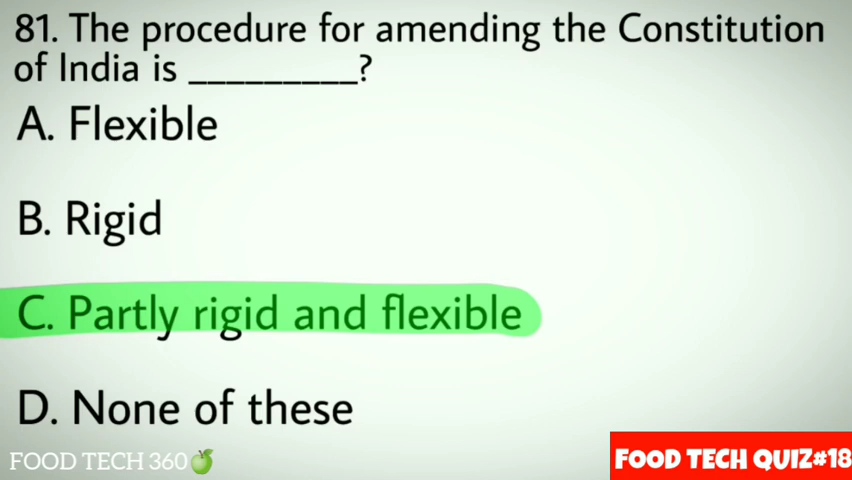 81. The procedure for amending the Constitution
of India is __________?
A. Flexible
B. Rigid
C. Partly rigid and flexible
D. None of these
FOOD TECH 360
FOOD TECH QUIZ#18